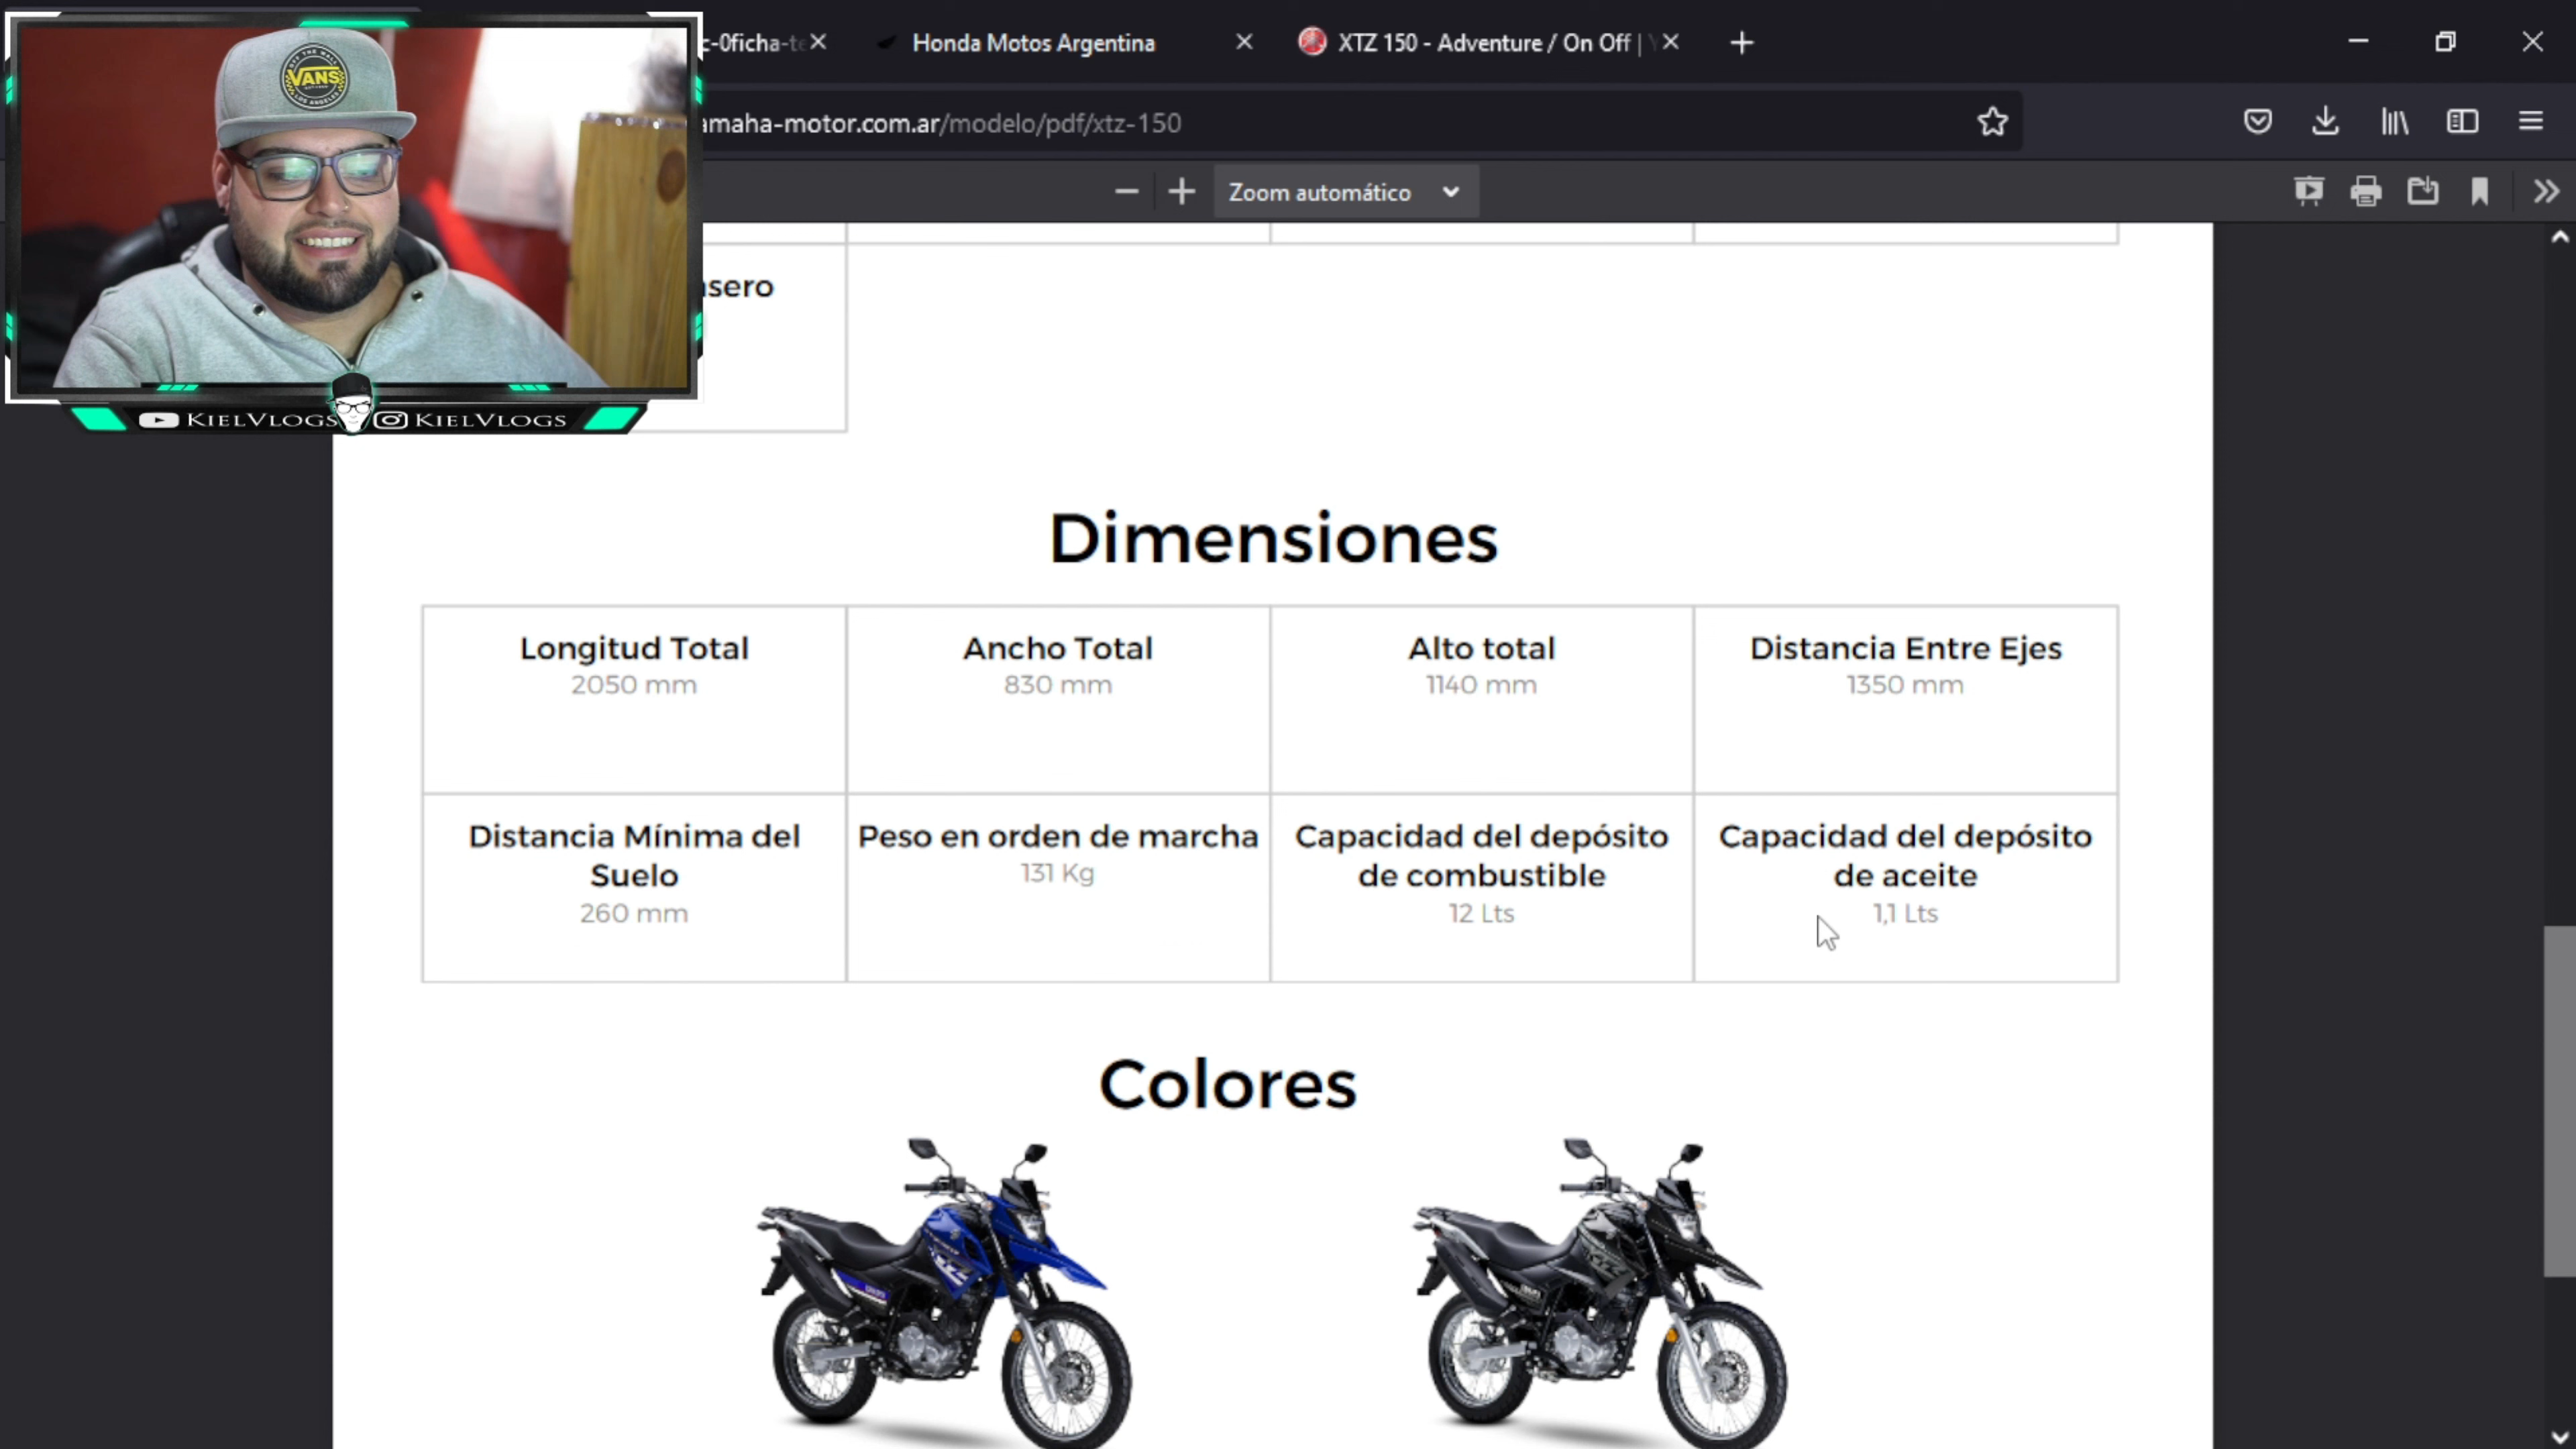 VANS
c-0ficha-te
Honda Motos Argentina
XTZ 150 - Adventure / On Off |
amaha-motor.com.ar/modelo/pdf/xtz-150
Zoom automático
KIELVLOGS
KIELVLOGS
asero
Dimensiones
Longitud Total
2050 mm
Ancho Total
830 mm
Alto total
1140 mm
Distancia Entre Ejes
1350 mm
Distancia Mínima del
Suelo
260 mm
Peso en orden de marcha
131 Kg
Capacidad del depósito
de combustible
12 Lts
Capacidad del depósito
de aceite
1,1 Lts
Colores